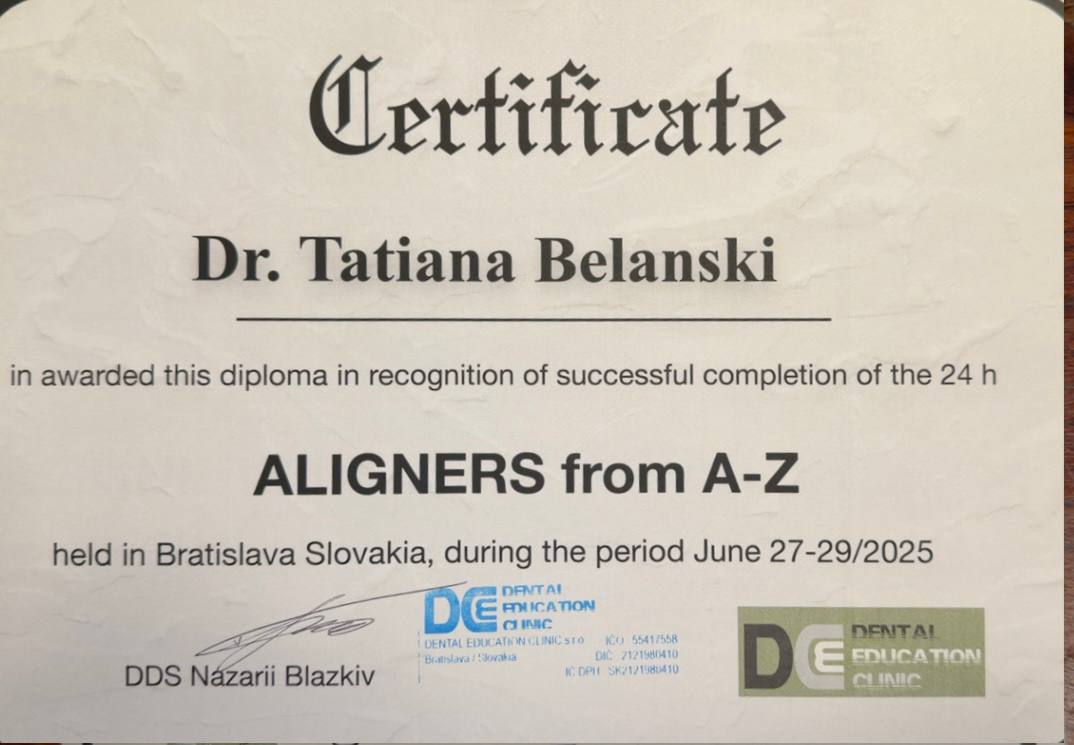 Certificate
Dr. Tatiana Belanski
in awarded this diploma in recognition of successful completion of the 24 h
ALIGNERS from A-Z
held in Bratislava Slovakia, during the period June 27-29/2025
DDS Nazarii Blazkiv
DCE DENTAL
EDUCATION
CLINIC
DENTAL EDUCATION CLINIC s r o IČO 55417558
Bratislava / Slovakia DIČ 2121980410
IČ DPH SK2121980410
DCE DENTAL
EDUCATION
CLINIC